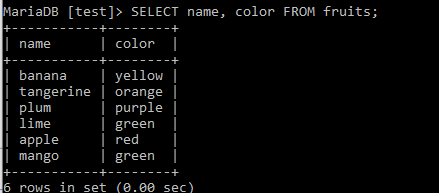 MariaDB [test]> SELECT name, color FROM fruits;
+-----------+--------+
| name      | color  |
+-----------+--------+
| banana    | yellow |
| tangerine | orange |
| plum      | purple |
| lime      | green  |
| apple     | red    |
| mango     | green  |
+-----------+--------+
6 rows in set (0.00 sec)